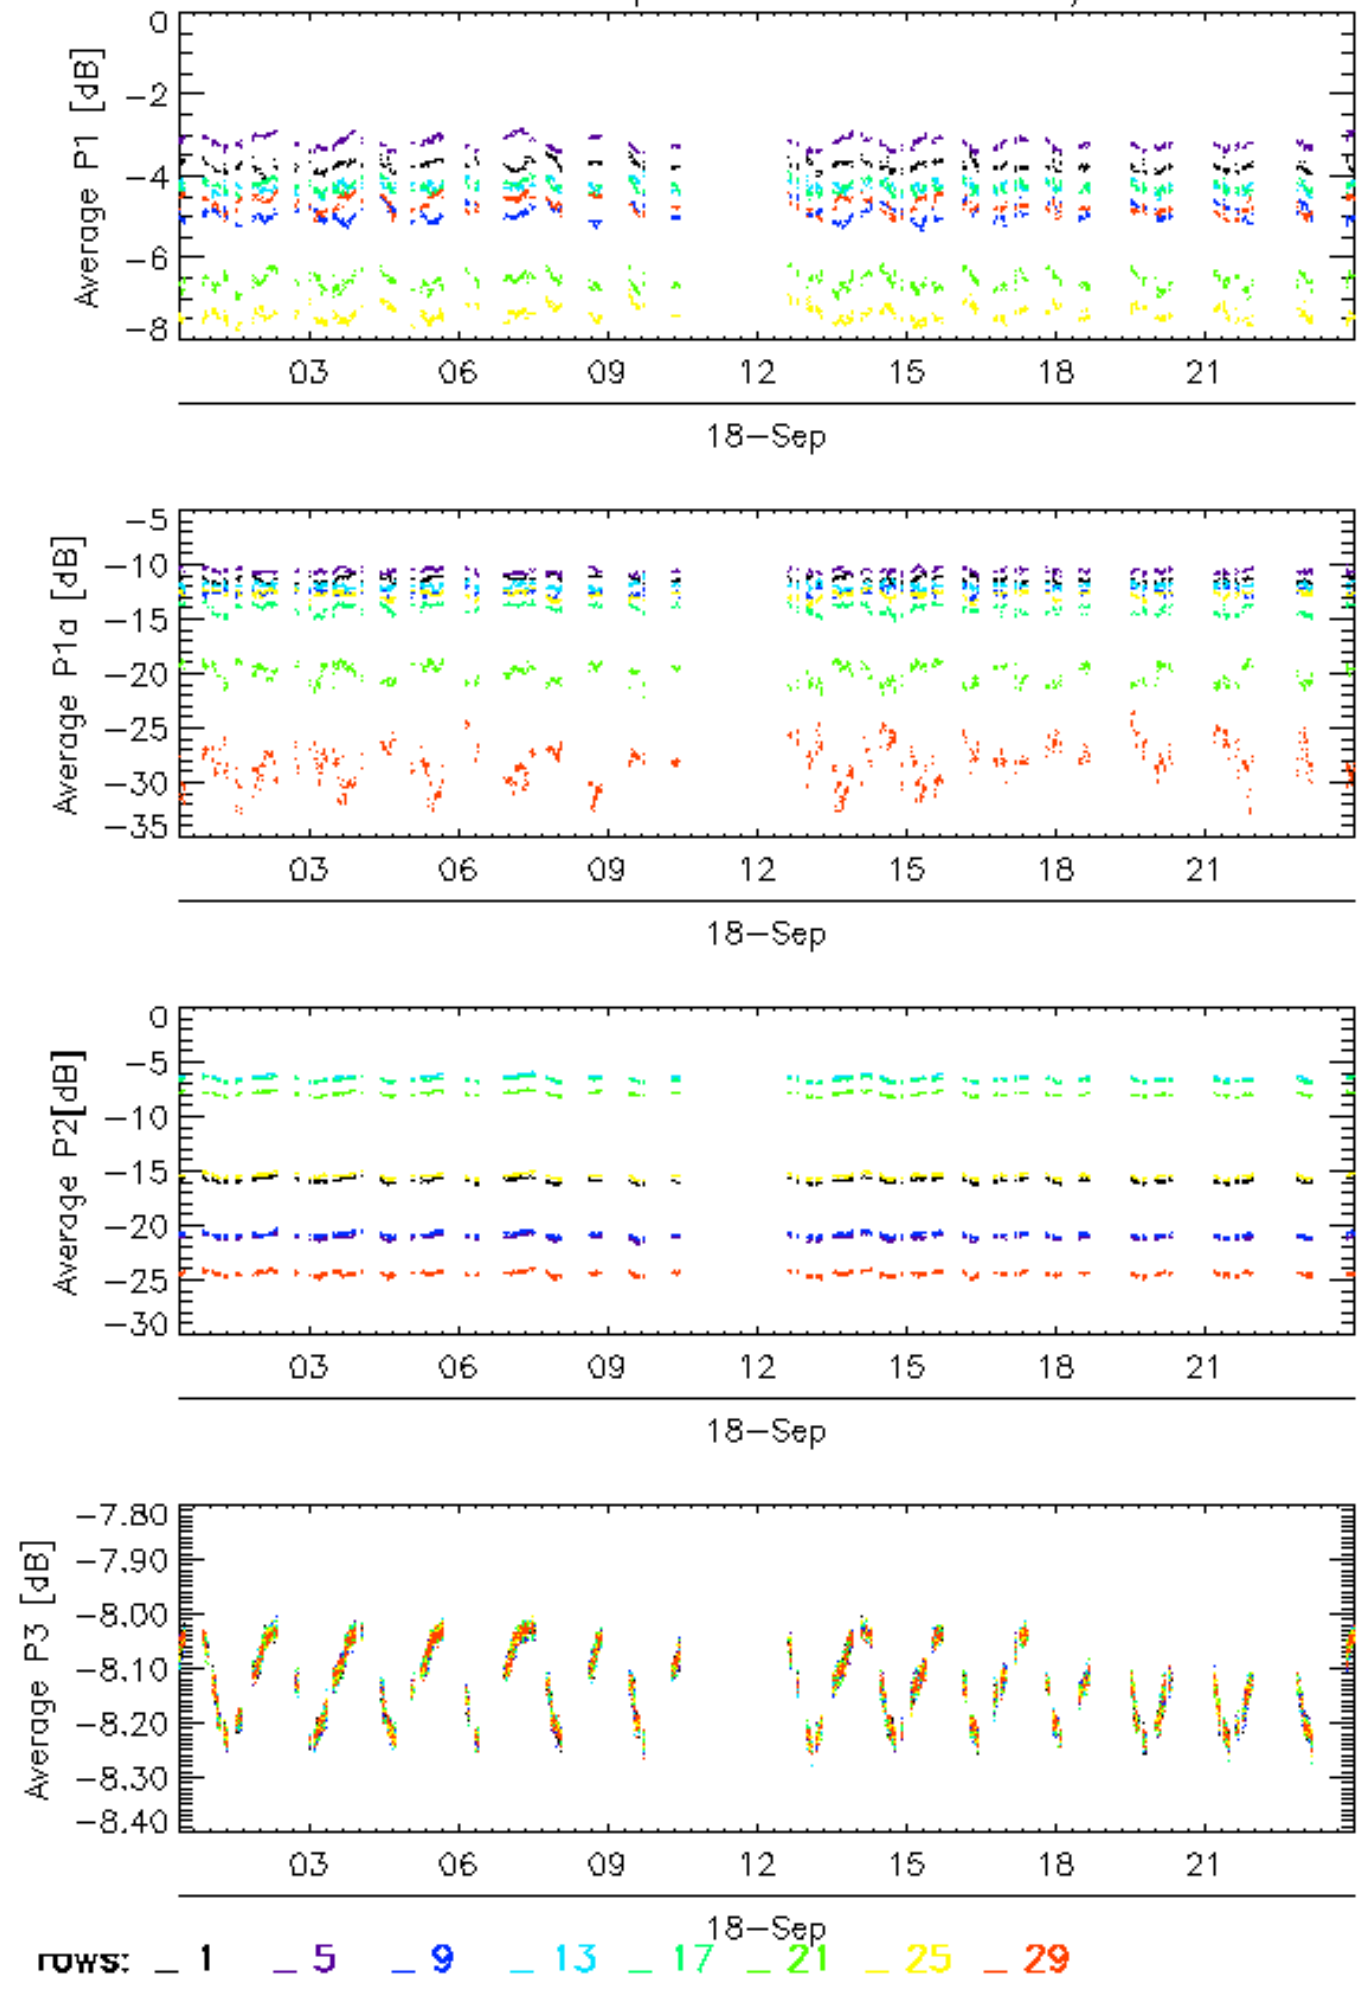 0
-2
-4
-6
-8
Average P1 [dB]
03 06 09 12 15 18 21
18-Sep
-5
-10
-15
-20
-25
-30
-35
Average P1a [dB]
03 06 09 12 15 18 21
18-Sep
0
-5
-10
-15
-20
-25
-30
Average P2[dB]
03 06 09 12 15 18 21
18-Sep
-7.80
-7.90
-8.00
-8.10
-8.20
-8.30
-8.40
Average P3 [dB]
03 06 09 12 15 18 21
18-Sep
rows: _ 1 _ 5 _ 9 _ 13 _ 17 _ 21 _ 25 _ 29